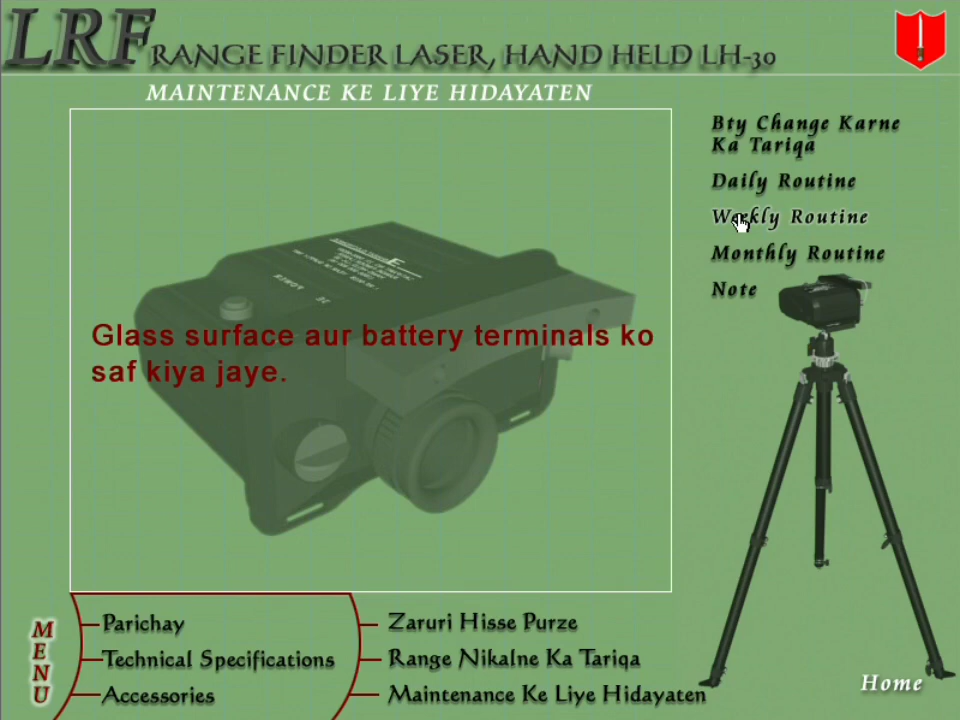 LRF RANGE FINDER LASER, HAND HELD LH-30
MAINTENANCE KE LIYE HIDAYATEN
Bty Change Karne
Ka Tariqa
Daily Routine
Weekly Routine
Monthly Routine
Note
Glass surface aur battery terminals ko
saf kiya jaye.
MENU
Parichay
Technical Specifications
Accessories
Zaruri Hisse Purze
Range Nikalne Ka Tariqa
Maintenance Ke Liye Hidayaten
Home